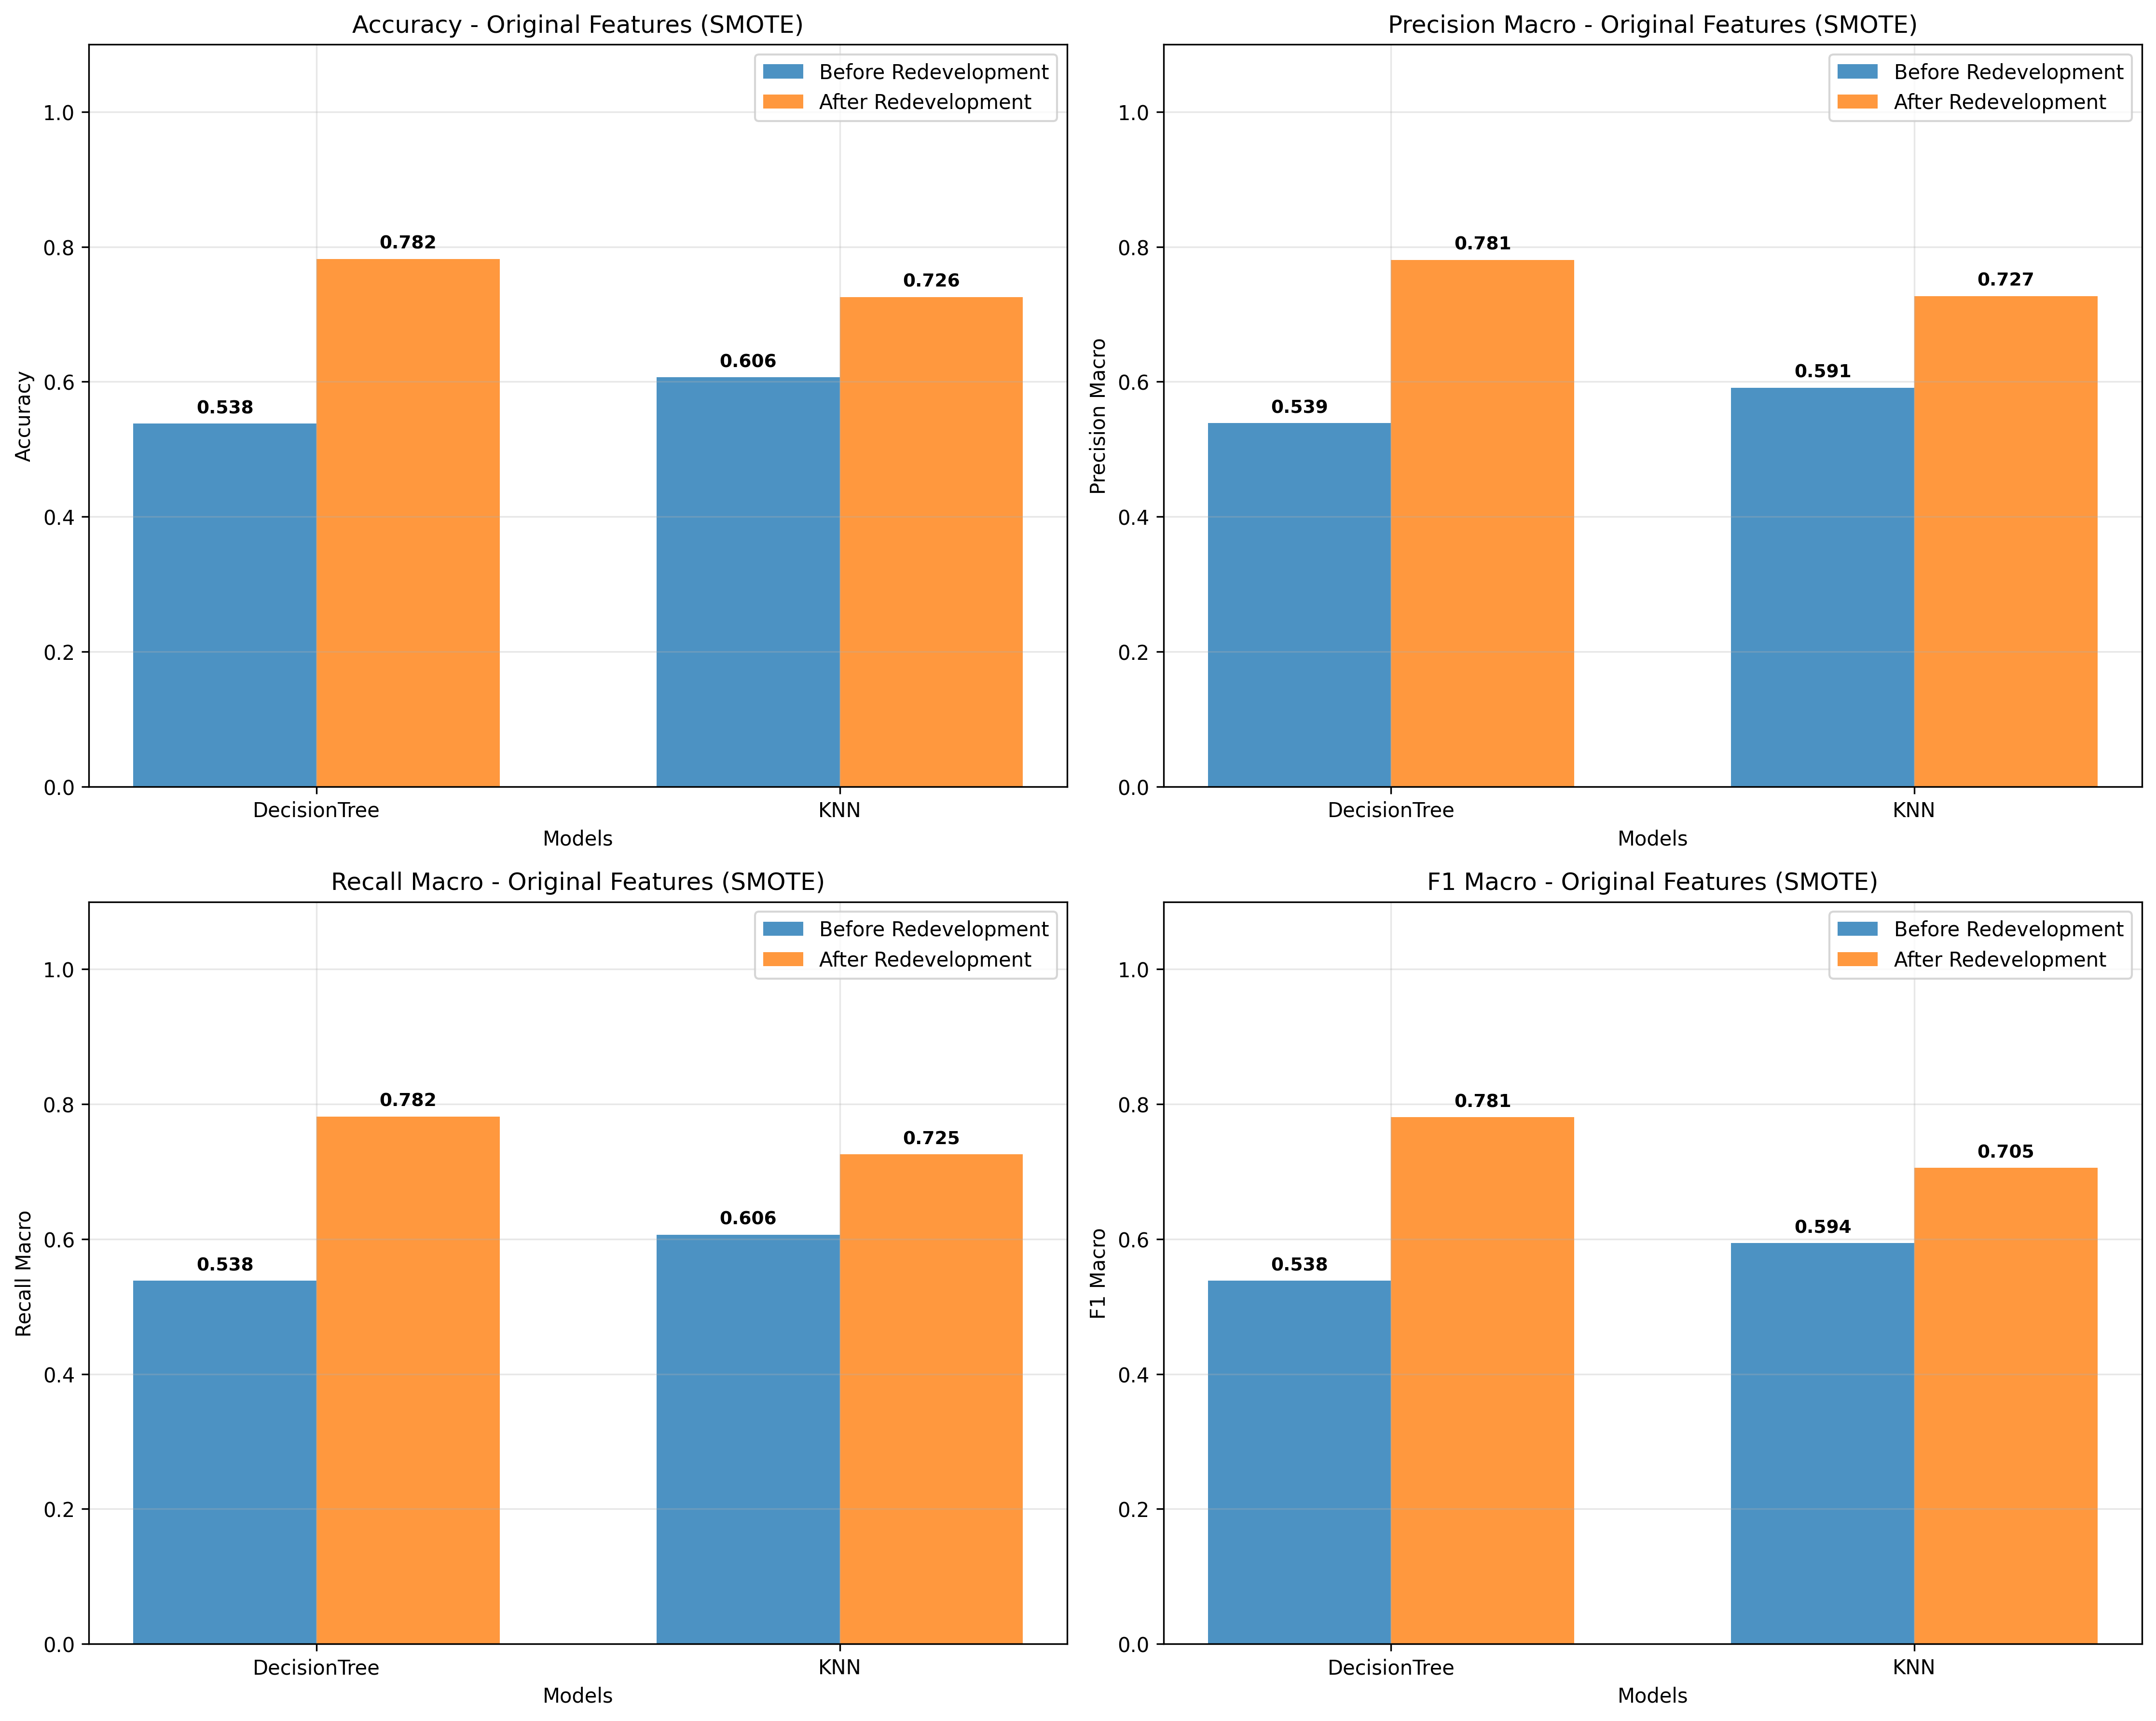 Accuracy - Original Features (SMOTE)
Before Redevelopment
After Redevelopment
Accuracy
1.0
0.8
0.6
0.4
0.2
0.0
0.538
0.782
0.606
0.726
DecisionTree
KNN
Models
Precision Macro - Original Features (SMOTE)
Before Redevelopment
After Redevelopment
Precision Macro
1.0
0.8
0.6
0.4
0.2
0.0
0.539
0.781
0.591
0.727
DecisionTree
KNN
Models
Recall Macro - Original Features (SMOTE)
Before Redevelopment
After Redevelopment
Recall Macro
1.0
0.8
0.6
0.4
0.2
0.0
0.538
0.782
0.606
0.725
DecisionTree
KNN
Models
F1 Macro - Original Features (SMOTE)
Before Redevelopment
After Redevelopment
F1 Macro
1.0
0.8
0.6
0.4
0.2
0.0
0.538
0.781
0.594
0.705
DecisionTree
KNN
Models